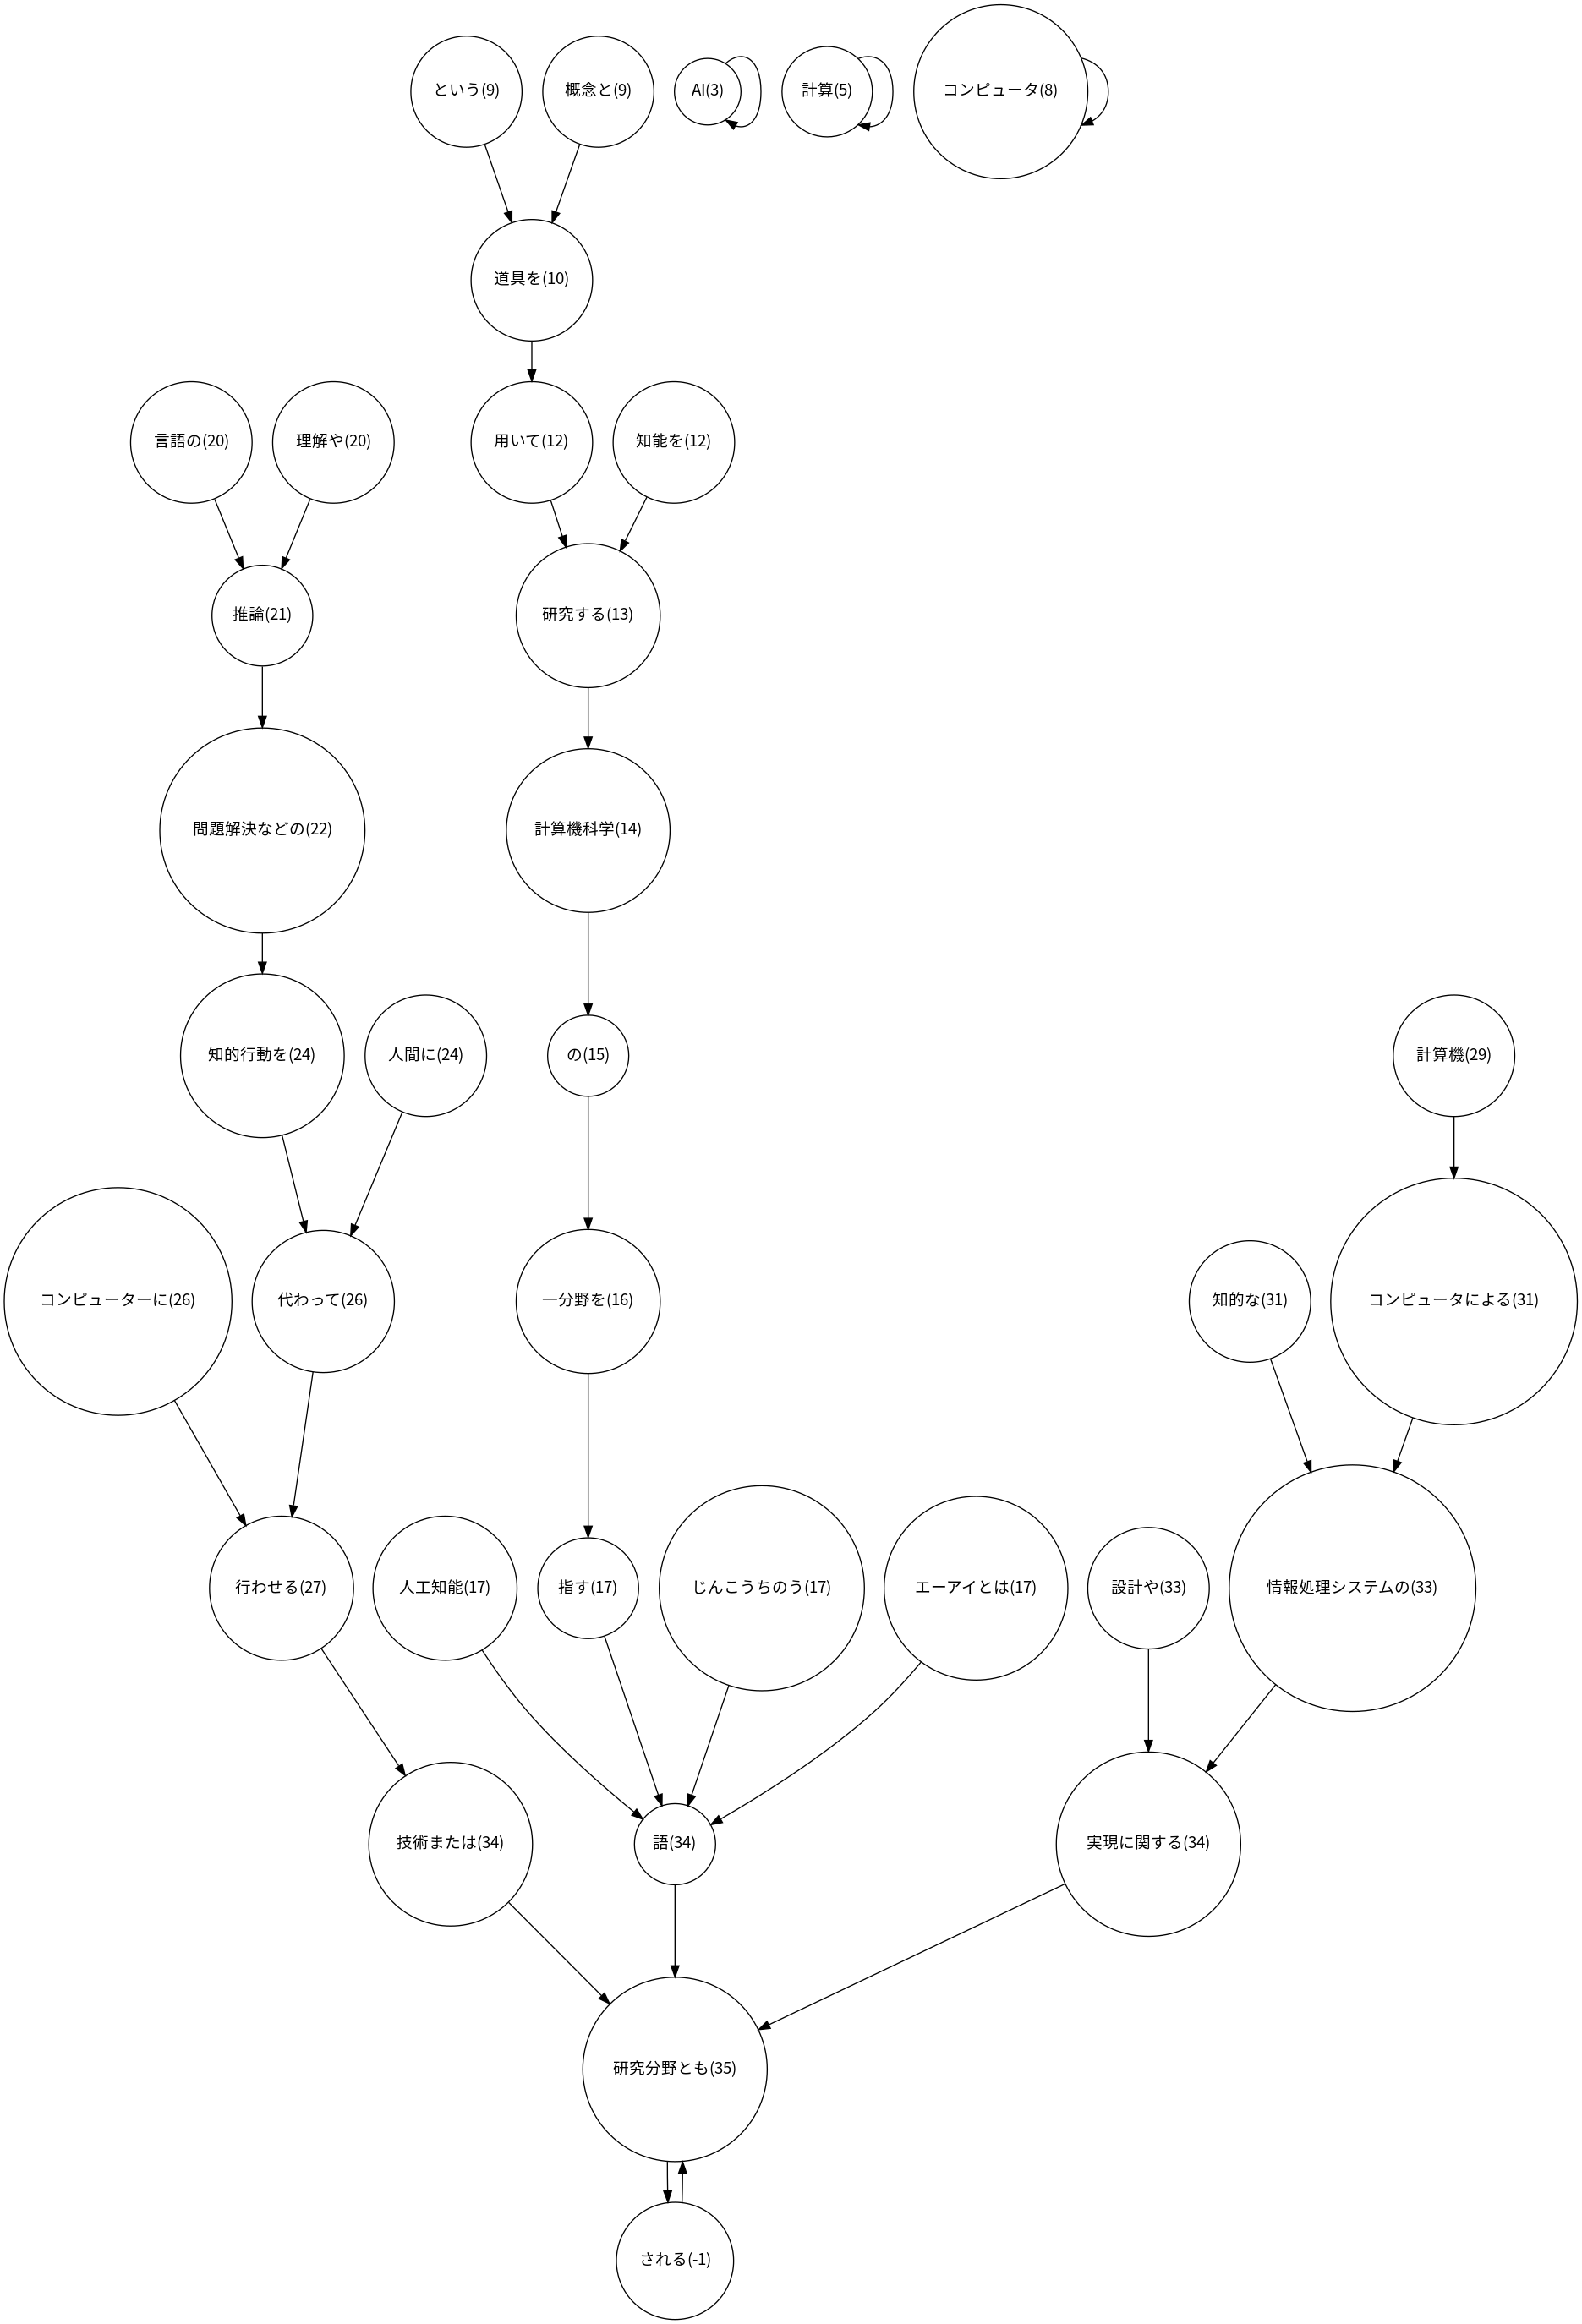 という(9)
概念と(9)
AI(3)
計算(5)
コンピュータ(8)
道具を(10)
言語の(20)
理解や(20)
用いて(12)
知能を(12)
推論(21)
研究する(13)
問題解決などの(22)
計算機科学(14)
知的行動を(24)
人間に(24)
の(15)
計算機(29)
コンピューターに(26)
代わって(26)
一分野を(16)
知的な(31)
コンピュータによる(31)
行わせる(27)
人工知能(17)
指す(17)
じんこうちのう(17)
エーアイとは(17)
設計や(33)
情報処理システムの(33)
技術または(34)
語(34)
実現に関する(34)
研究分野とも(35)
される(-1)